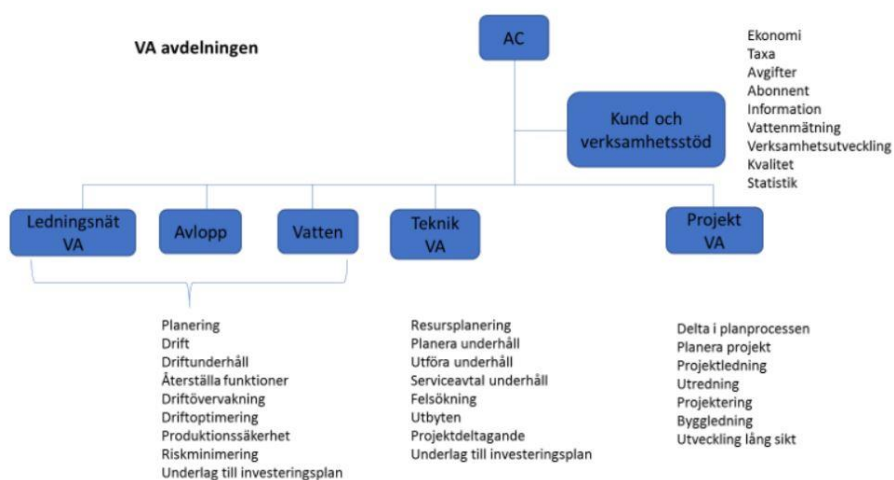 VA avdelningen
AC
Kund och
verksamhetsstöd
Ekonomi
Taxa
Avgifter
Abonnent
Information
Vattenmätning
Verksamhetsutveckling
Kvalitet
Statistik
Ledningsnät
VA
Avlopp
Vatten
Teknik
VA
Projekt
VA
Planering
Drift
Driftunderhåll
Återställa funktioner
Driftövervakning
Driftoptimering
Produktionssäkerhet
Riskminimering
Underlag till investeringsplan
Resursplanering
Planera underhåll
Utföra underhåll
Serviceavtal underhåll
Felsökning
Utbyten
Projektdeltagande
Underlag till investeringsplan
Delta i planprocessen
Planera projekt
Projektledning
Utredning
Projektering
Byggledning
Utveckling lång sikt